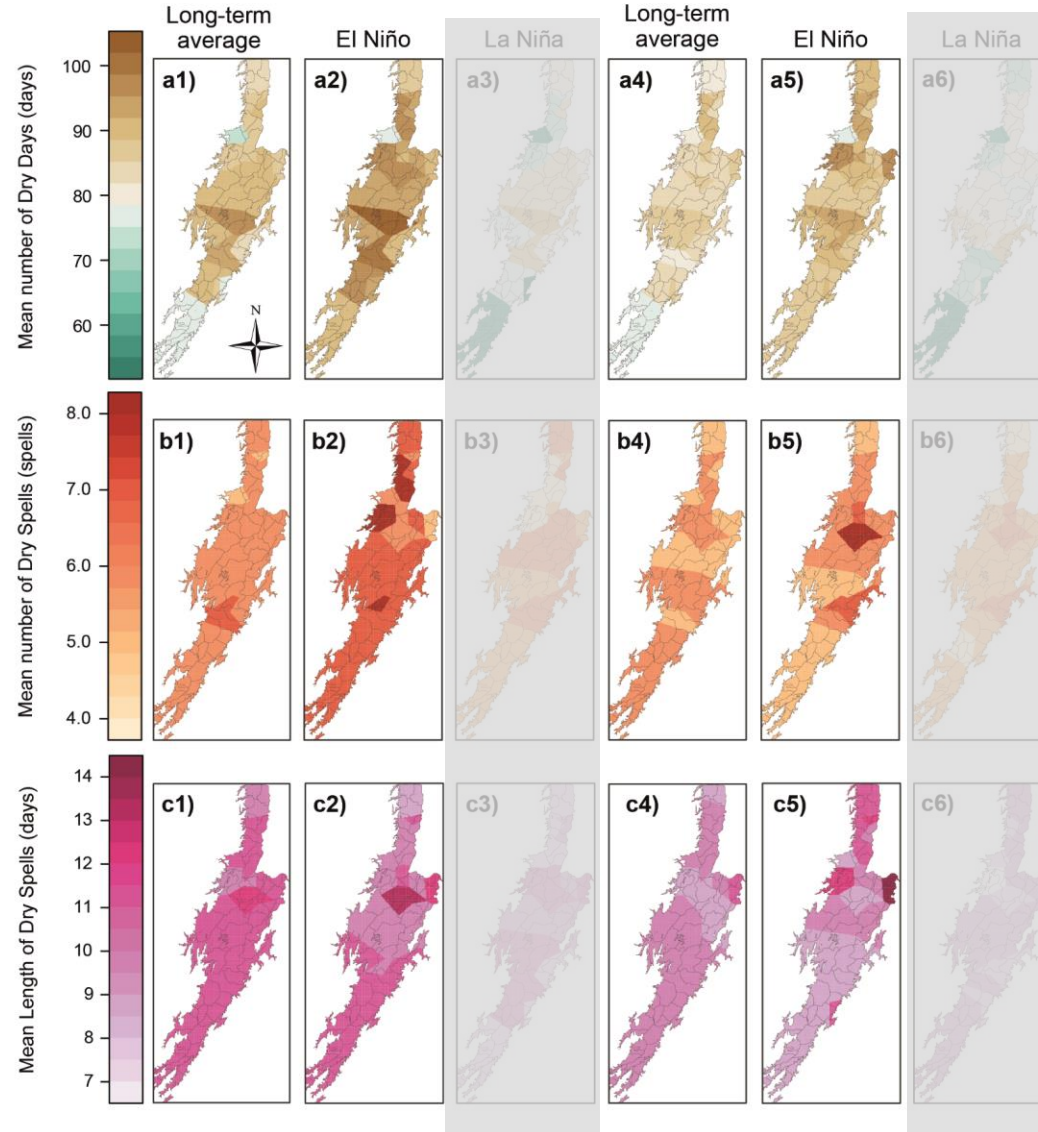 Long-term
average
El Niño
La Niña
Long-term
average
El Niño
La Niña
Mean number of Dry Days (days)
100
90
80
70
60
a1)
a2)
a3)
a4)
a5)
a6)
N
Mean number of Dry Spells (spells)
8.0
7.0
6.0
5.0
4.0
b1)
b2)
b3)
b4)
b5)
b6)
Mean Length of Dry Spells (days)
14
13
12
11
10
9
8
7
c1)
c2)
c3)
c4)
c5)
c6)